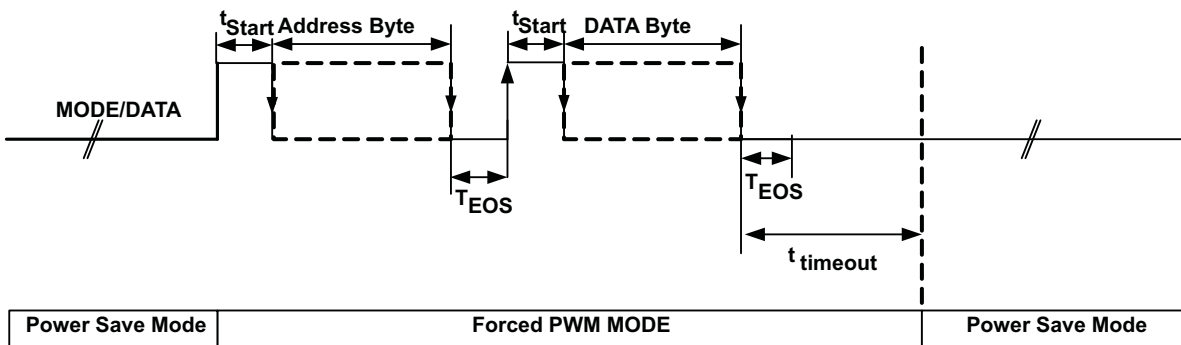 tStart Address Byte
tStart DATA Byte
MODE/DATA
TEOS
TEOS
t timeout
Power Save Mode
Forced PWM MODE
Power Save Mode